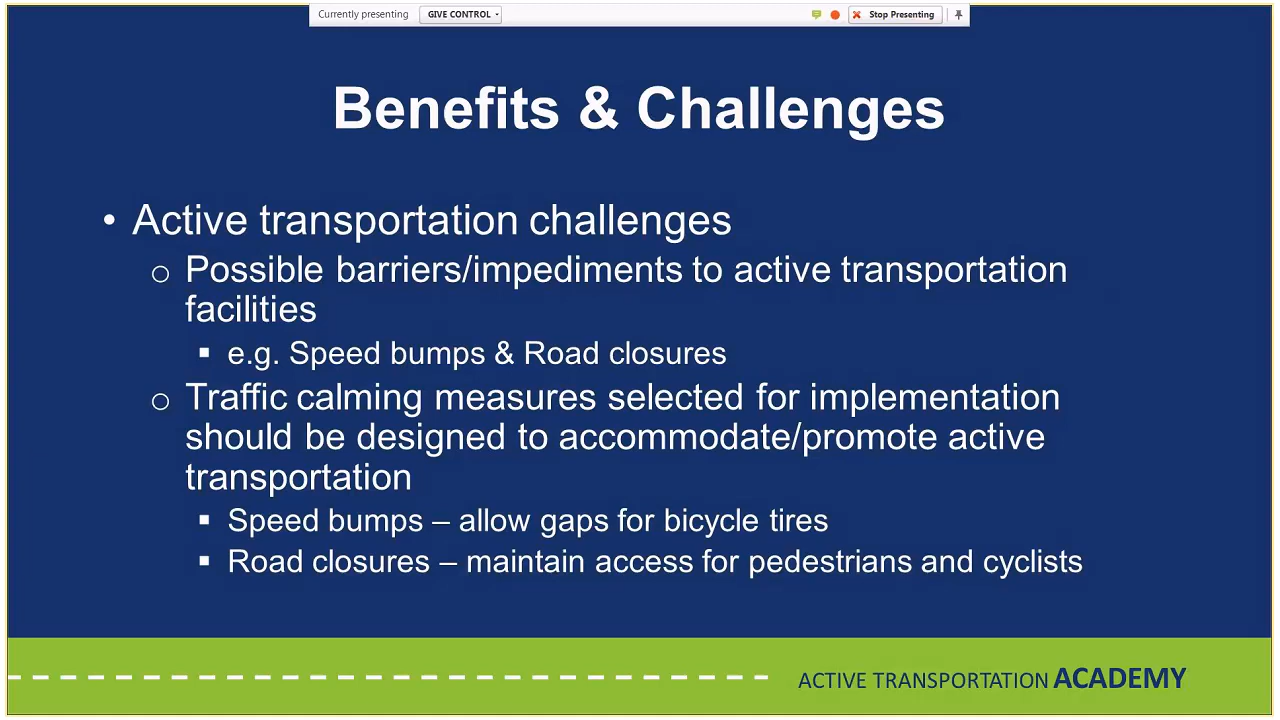 Currently presenting GIVE CONTROL Stop Presenting
Benefits & Challenges
• Active transportation challenges
o Possible barriers/impediments to active transportation
facilities
▪ e.g. Speed bumps & Road closures
o Traffic calming measures selected for implementation
should be designed to accommodate/promote active
transportation
▪ Speed bumps – allow gaps for bicycle tires
▪ Road closures – maintain access for pedestrians and cyclists
ACTIVE TRANSPORTATION ACADEMY